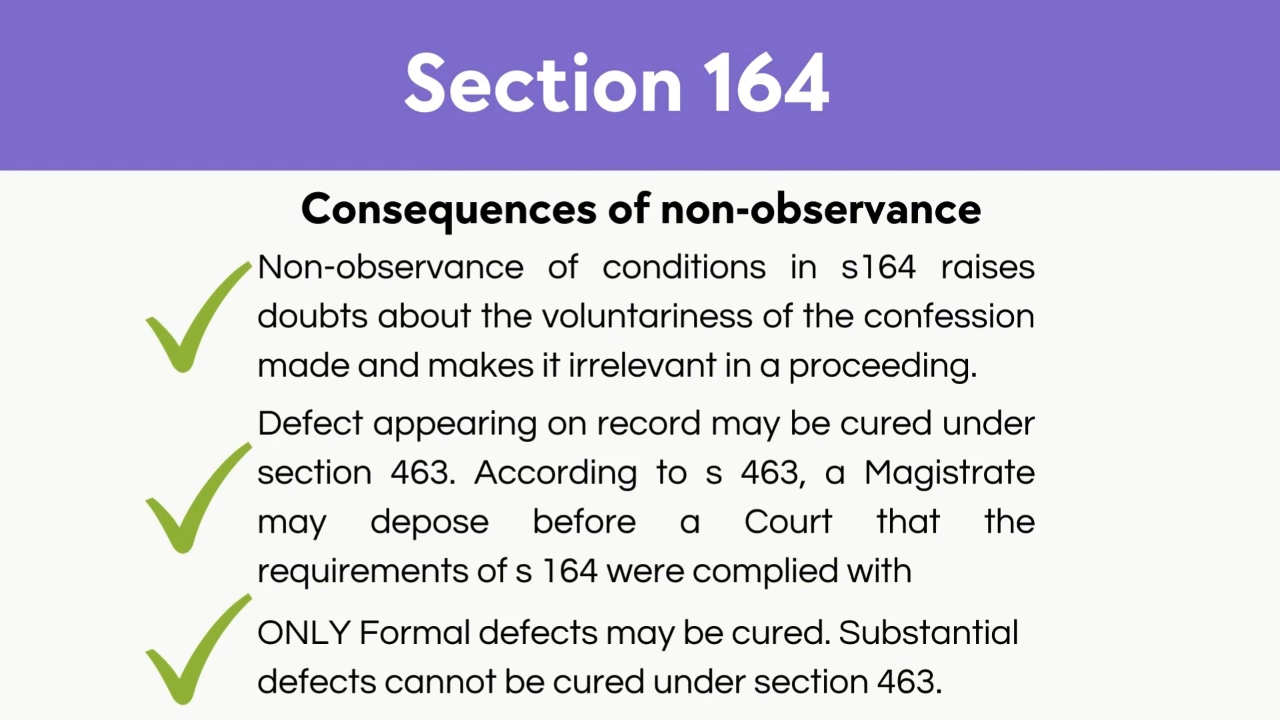 Section 164
Consequences of non-observance
Non-observance of conditions in s164 raises
doubts about the voluntariness of the confession
made and makes it irrelevant in a proceeding.
Defect appearing on record may be cured under
section 463. According to s 463, a Magistrate
may depose before a Court that the
requirements of s 164 were complied with
ONLY Formal defects may be cured. Substantial
defects cannot be cured under section 463.